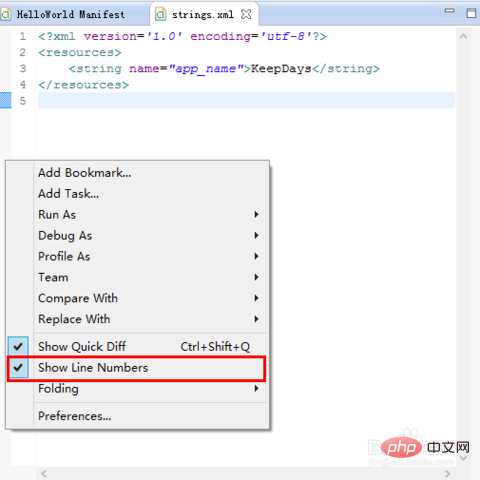 HelloWorld Manifest
strings.xml
1 <?xml version='1.0' encoding='utf-8'?>
2 <resources>
3 <string name="app_name">KeepDays</string>
4 </resources>
5
Add Bookmark...
Add Task...
Run As
Debug As
Profile As
Team
Compare With
Replace With
Show Quick Diff Ctrl+Shift+Q
Show Line Numbers
Folding
Preferences...
php 中文网